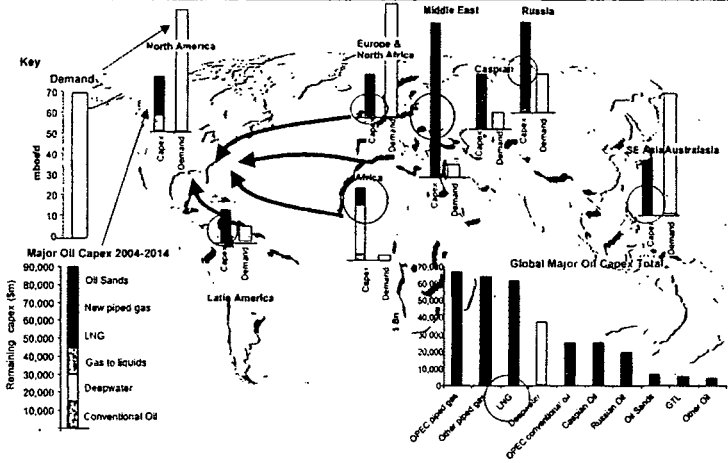 Middle East
Russia
North America
Europe &
North Africa
Caspian
Key
Demand
70
60
50
40
30
20
10
0
mboe/d
Capex
Demand
Capex
Demand
Capex
Demand
Capex
Demand
Capex
Demand
SE Asia/Australasia
Capex
Demand
Africa
Capex
Demand
Capex
Demand
Latin America
Major Oil Capex 2004-2014
90,000
80,000
70,000
60,000
50,000
40,000
30,000
20,000
10,000
Remaining capex ($m)
Oil Sands
New piped gas
LNG
Gas to liquids
Deepwater
Conventional Oil
Global Major Oil Capex Total
70,000
60,000
50,000
40,000
30,000
20,000
10,000
0
$ Bn
OPEC piped gas
Other piped gas
LNG
Deepwater
OPEC conventional oil
Caspian Oil
Russian Oil
Oil Sands
GTL
Other Oil